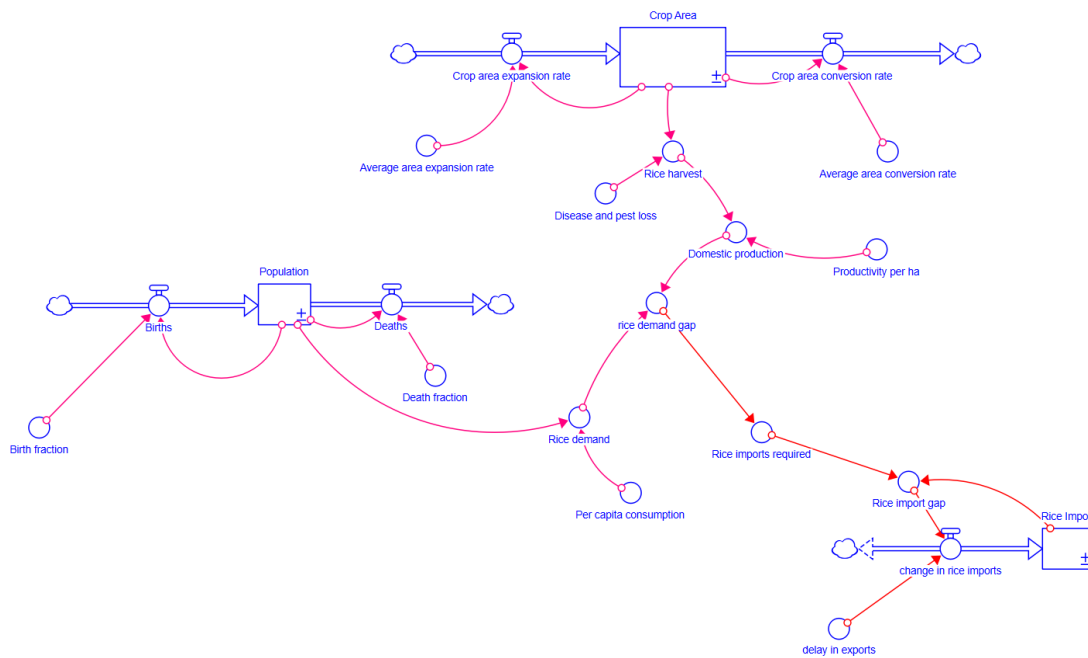 Crop Area
Crop area expansion rate
Crop area conversion rate
Average area expansion rate
Rice harvest
Average area conversion rate
Disease and pest loss
Domestic production
Productivity per ha
Population
Births
Deaths
rice demand gap
Death fraction
Birth fraction
Rice demand
Rice imports required
Per capita consumption
Rice import gap
Rice Impo
change in rice imports
delay in exports